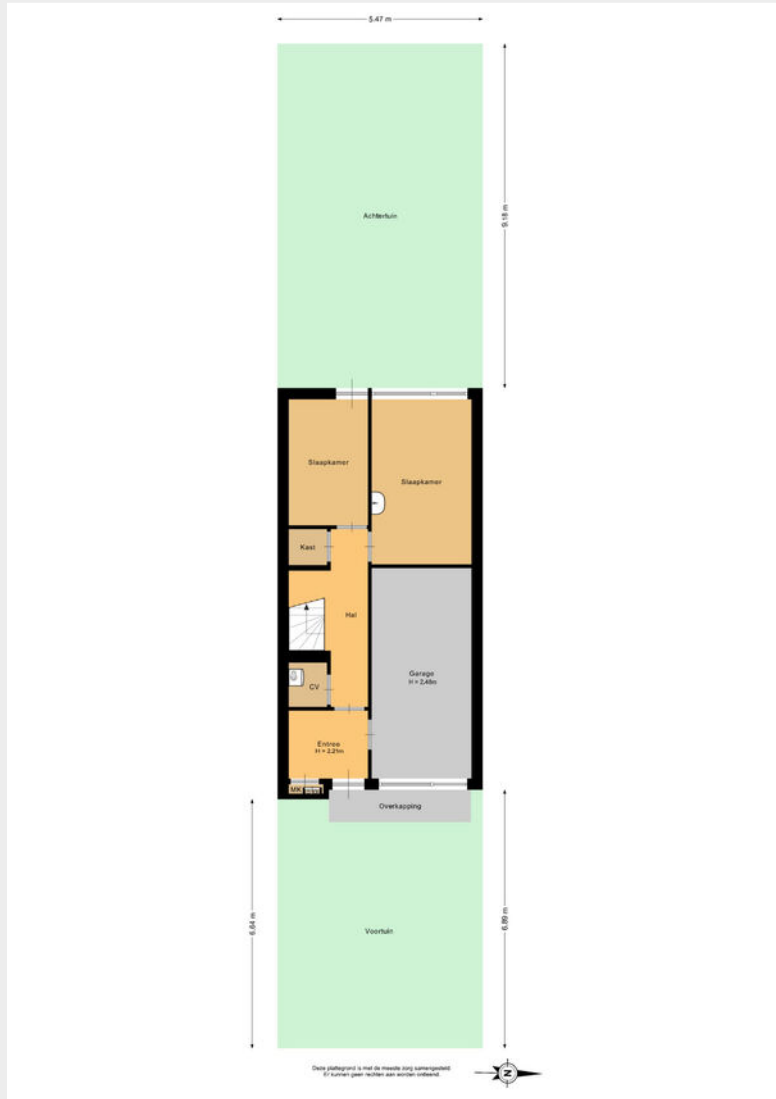 5.47 m
Achtertuin
9.18 m
Slaapkamer
Slaapkamer
Kast
Hal
Garage
H = 2.48m
CV
Entree
H = 2.21m
MK
Overkapping
6.64 m
6.89 m
Voortuin
Deze plattegrond is met de meeste zorg samengesteld
Er kunnen geen rechten aan worden ontleend.
N